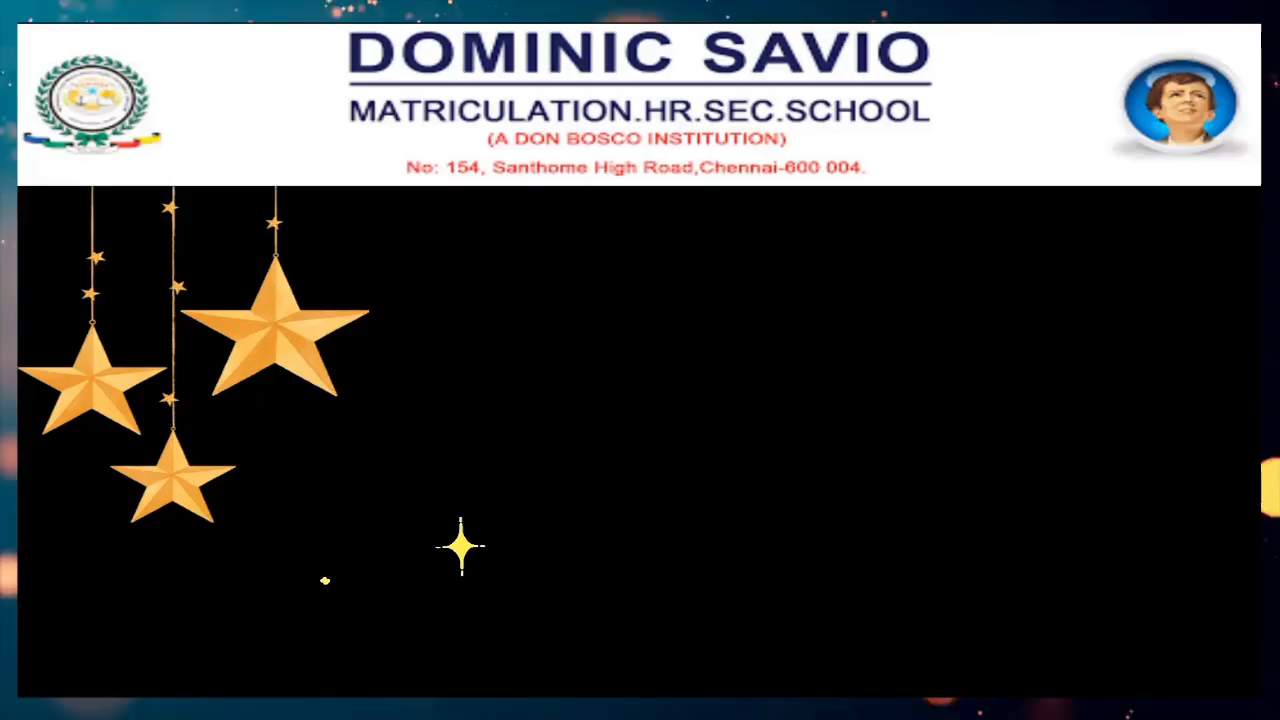 DOMINIC SAVIO
MATRICULATION.HR.SEC.SCHOOL
(A DON BOSCO INSTITUTION)
No: 154, Santhome High Road,Chennai-600 004.